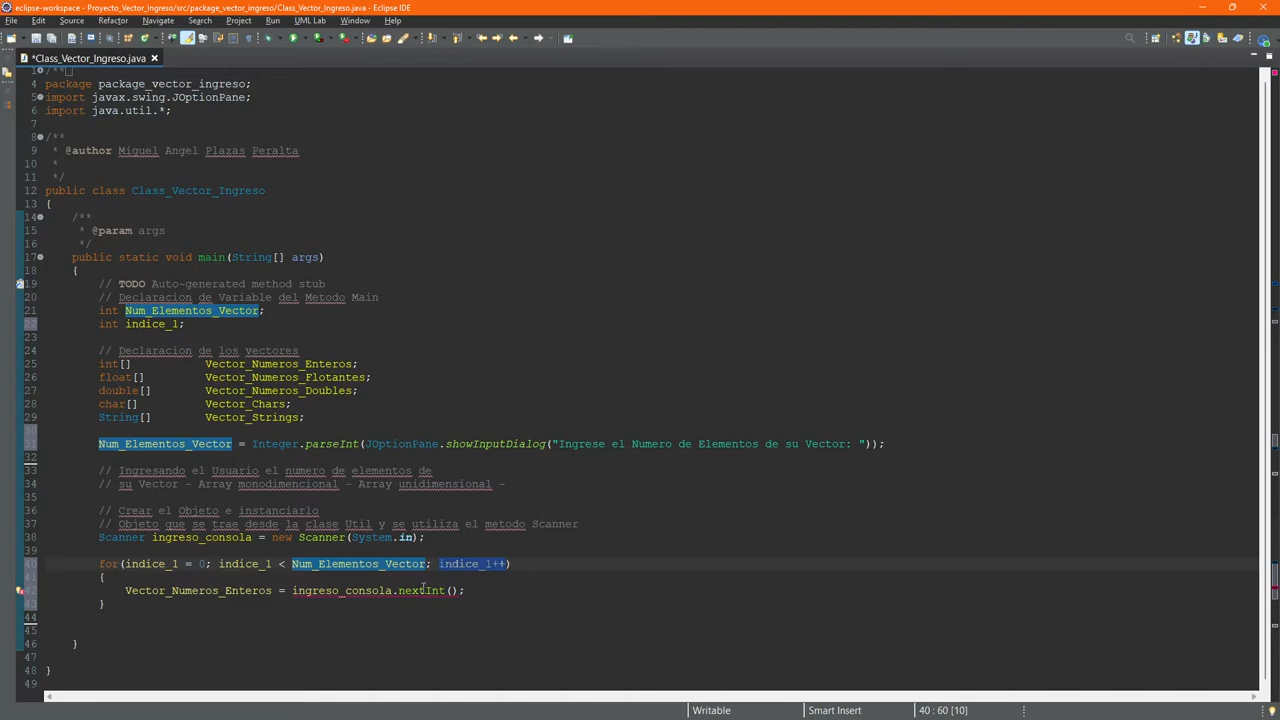 eclipse-workspace - Proyecto_Vector_Ingreso/src/package_vector_ingreso/Class_Vector_Ingreso.java - Eclipse IDE
File Edit Source Refactor Navigate Search Project Run UML Lab Window Help
*Class_Vector_Ingreso.java
1 /**
4 package package_vector_ingreso;
5 import javax.swing.JOptionPane;
6 import java.util.*;
7
8 /**
9 * @author Miguel Angel Plazas Peralta
10 *
11 */
12 public class Class_Vector_Ingreso
13 {
14 /**
15 * @param args
16 */
17 public static void main(String[] args)
18 {
19 // TODO Auto-generated method stub
20 // Declaracion de Variable del Metodo Main
21 int Num_Elementos_Vector;
22 int indice_1;
23
24 // Declaracion de los vectores
25 int[] Vector_Numeros_Enteros;
26 float[] Vector_Numeros_Flotantes;
27 double[] Vector_Numeros_Doubles;
28 char[] Vector_Chars;
29 String[] Vector_Strings;
30
31 Num_Elementos_Vector = Integer.parseInt(JOptionPane.showInputDialog("Ingrese el Numero de Elementos de su Vector: "));
32
33 // Ingresando el Usuario el numero de elementos de
34 // su Vector - Array monodimencional - Array unidimensional -
35
36 // Crear el Objeto e instanciarlo
37 // Objeto que se trae desde la clase Util y se utiliza el metodo Scanner
38 Scanner ingreso_consola = new Scanner(System.in);
39
40 for(indice_1 = 0; indice_1 < Num_Elementos_Vector; indice_1++)
41 {
42 Vector_Numeros_Enteros = ingreso_consola.nextInt();
43 }
44
45
46 }
47
48 }
49
Writable Smart Insert 40 : 60 [10]